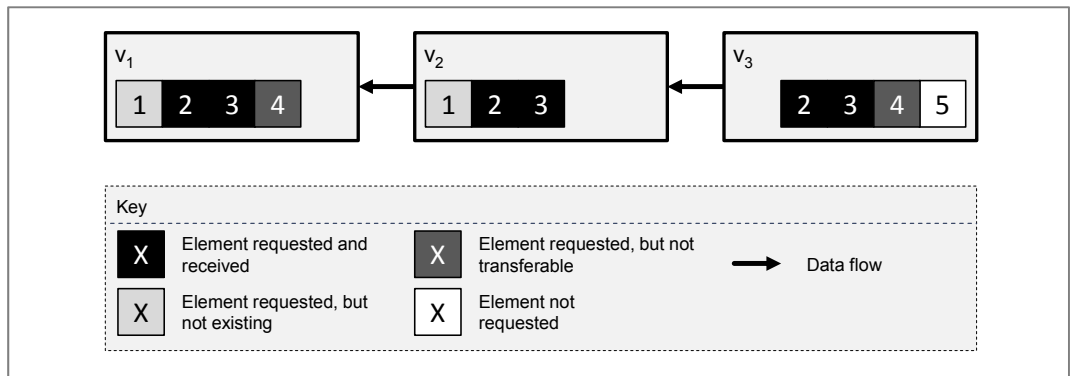 v1 v2 v3
1 2 3 4 1 2 3 2 3 4 5
Key
X Element requested and received X Element requested, but not transferable Data flow
X Element requested, but not existing X Element not requested